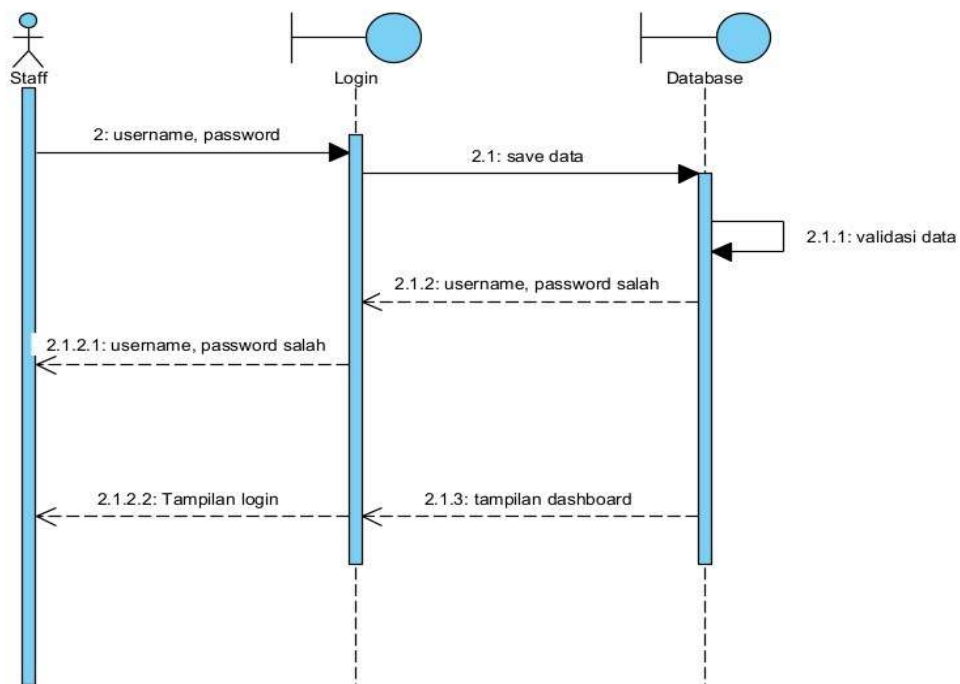 Staff
Login
Database
2: username, password
2.1: save data
2.1.1: validasi data
2.1.2: username, password salah
2.1.2.1: username, password salah
2.1.2.2: Tampilan login
2.1.3: tampilan dashboard